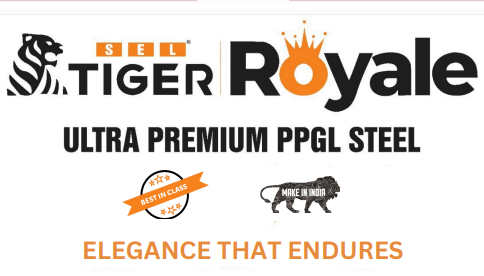 SEL®
TIGER
Royale
ULTRA PREMIUM PPGL STEEL
BEST IN CLASS
MAKE IN INDIA
ELEGANCE THAT ENDURES